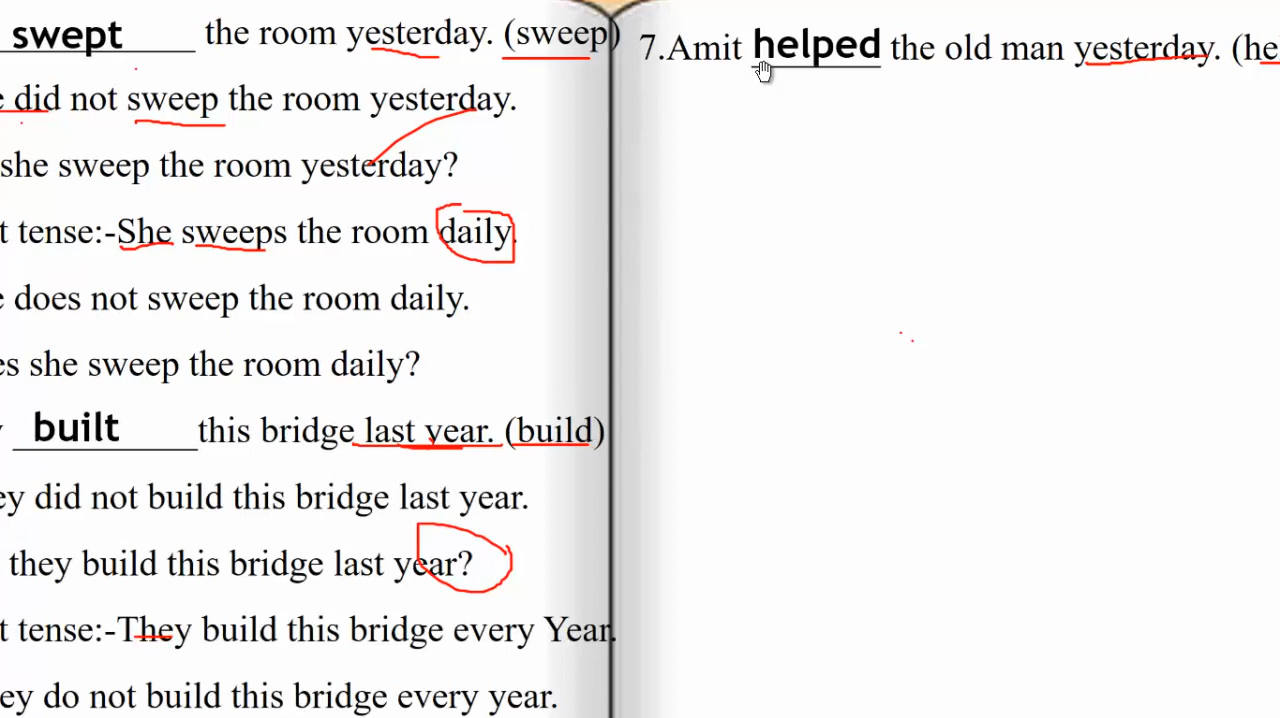 swept the room yesterday. (sweep)
did not sweep the room yesterday.
she sweep the room yesterday?
t tense:-She sweeps the room daily.
does not sweep the room daily.
es she sweep the room daily?
built this bridge last year. (build)
ey did not build this bridge last year.
they build this bridge last year?
t tense:-They build this bridge every Year.
ey do not build this bridge every year.
7.Amit helped the old man yesterday. (he